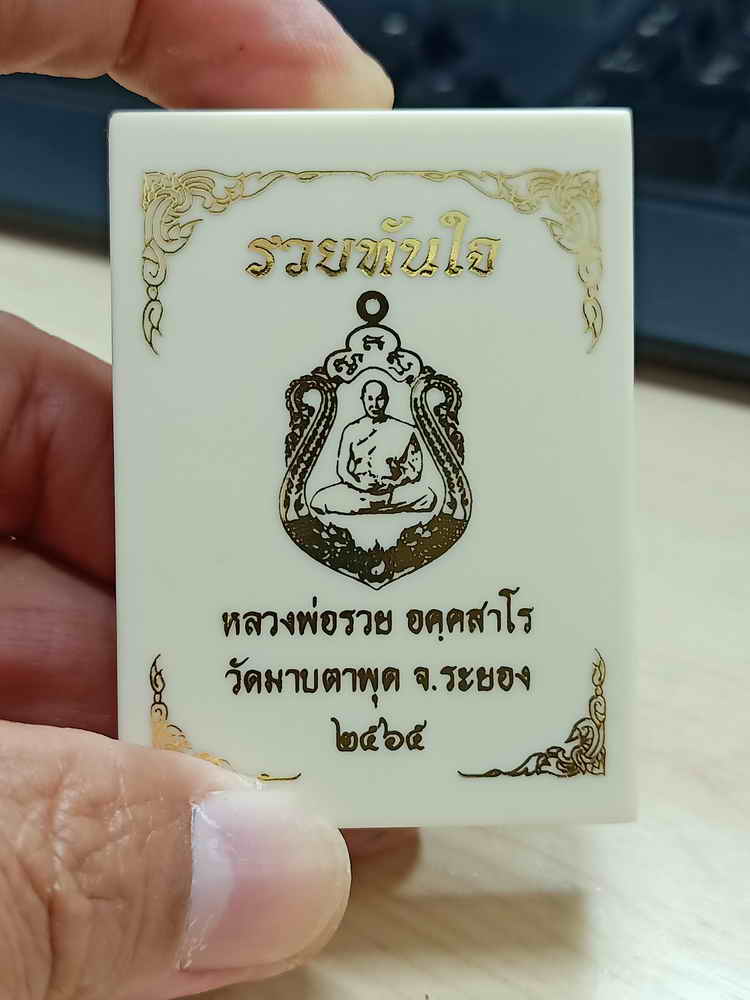 รวยทันใจ
หลวงพ่อรวย อคฺคสาโร
วัดมาบตาพุด จ.ระยอง
๒๕๖๕